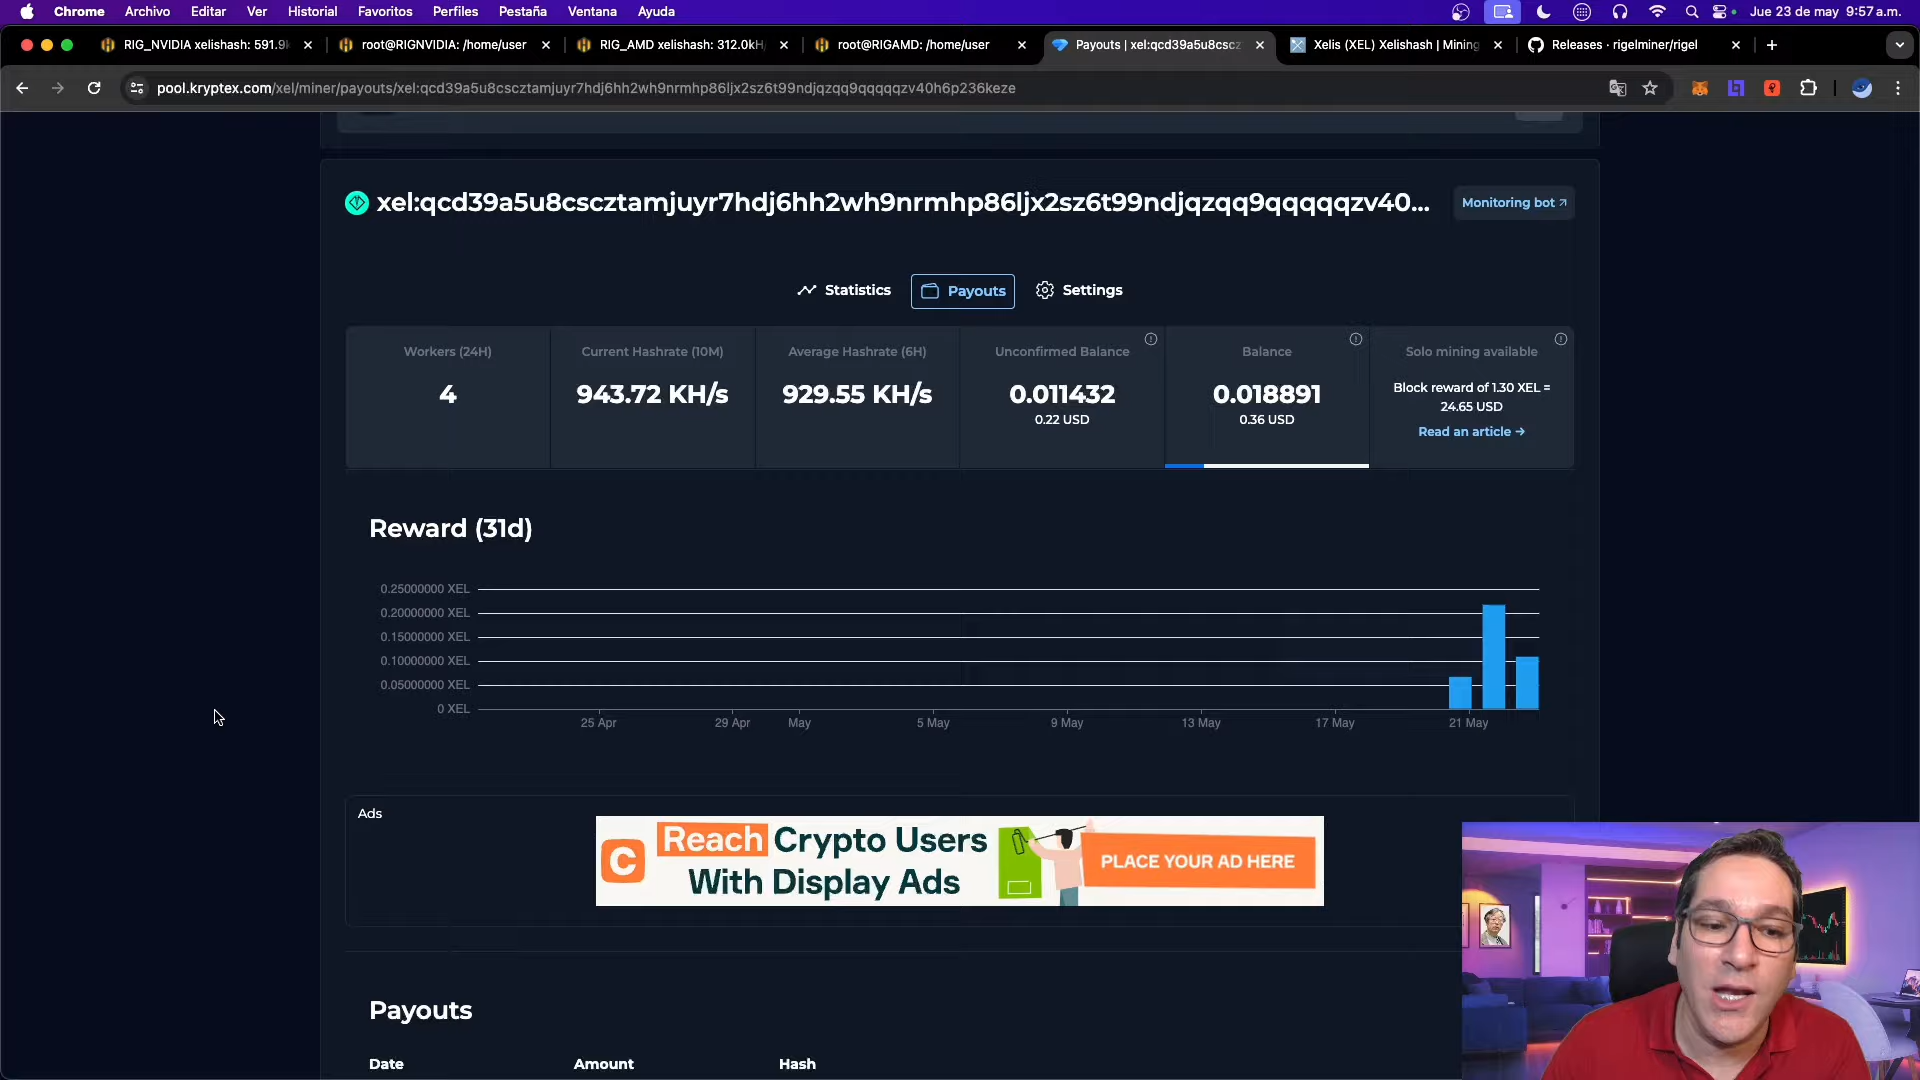 Chrome Archivo Editar Ver Historial Favoritos Perfiles Pestaña Ventana Ayuda Jue 23 de may 9:57 a.m.
RIG_NVIDIA xelishash: 591.9k root@RIGNVIDIA: /home/user RIG_AMD xelishash: 312.0kH root@RIGAMD: /home/user Payouts | xel:qcd39a5u8cscz Xelis (XEL) Xelishash | Mining Releases · rigelminer/rigel
pool.kryptex.com/xel/miner/payouts/xel:qcd39a5u8cscztamjuyr7hdj6hh2wh9nrmhp86ljx2sz6t99ndjqzqq9qqqqqzv40h6p236keze
xel:qcd39a5u8cscztamjuyr7hdj6hh2wh9nrmhp86ljx2sz6t99ndjqzqq9qqqqqzv40... Monitoring bot
Statistics Payouts Settings
Workers (24H) Current Hashrate (10M) Average Hashrate (6H) Unconfirmed Balance Balance Solo mining available
4 943.72 KH/s 929.55 KH/s 0.011432 0.018891 Block reward of 1.30 XEL =
0.22 USD 0.36 USD 24.65 USD
Read an article →
Reward (31d)
0.25000000 XEL
0.20000000 XEL
0.15000000 XEL
0.10000000 XEL
0.05000000 XEL
0 XEL
25 Apr 29 Apr May 5 May 9 May 13 May 17 May 21 May
Ads
C Reach Crypto Users
With Display Ads
PLACE YOUR AD HERE
Payouts
Date Amount Hash